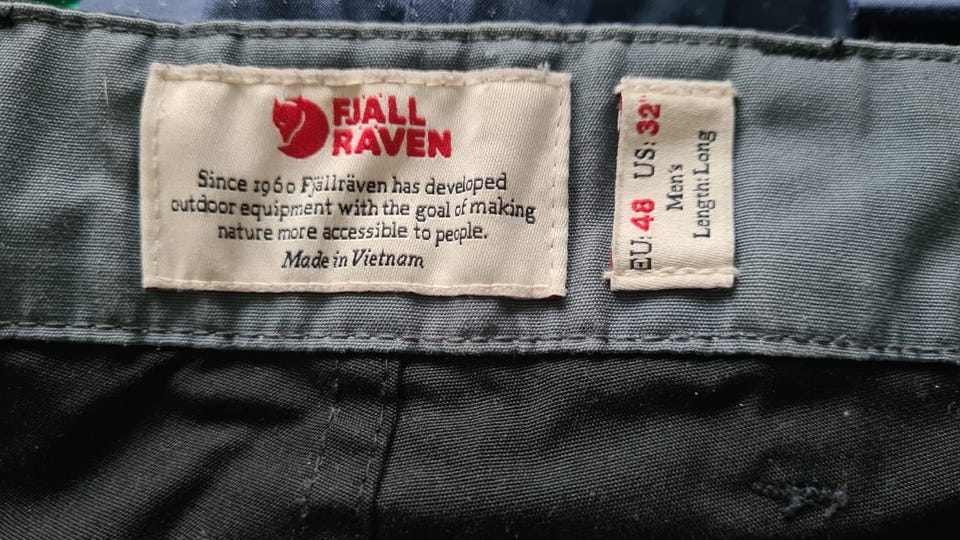 FJÄLL
RÄVEN
Since 1960 Fjällräven has developed
outdoor equipment with the goal of making
nature more accessible to people.
Made in Vietnam
EU: 48 US: 32"
Men's
Length: Long